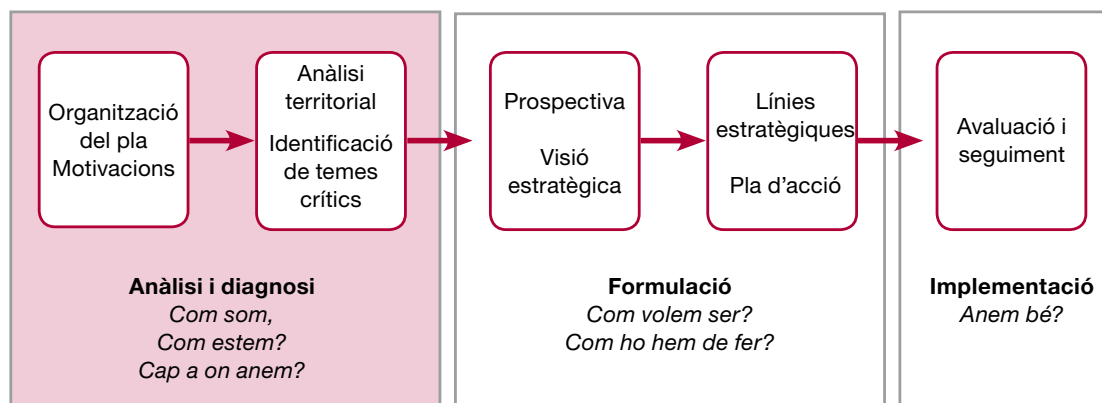 Organització
del pla
Motivacions
Anàlisi
territorial
Identificació
de temes
crítics
Prospectiva
Visió
estratègica
Línies
estratègiques
Pla d'acció
Avaluació i
seguiment
Anàlisi i diagnosi
Com som,
Com estem?
Cap a on anem?
Formulació
Com volem ser?
Com ho hem de fer?
Implementació
Anem bé?